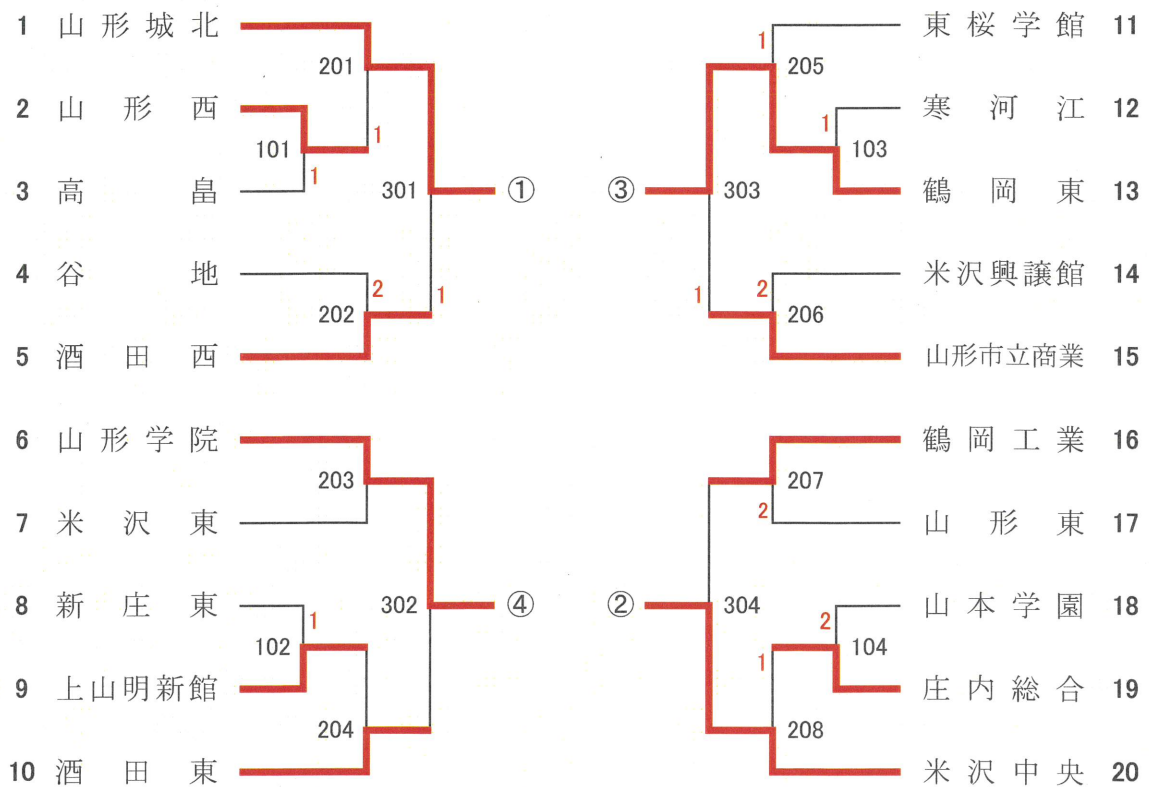 1 山形城北
201
2 山形西
101
1
1
3 高畠
301
①
4 谷地
2
202
1
5 酒田西
6 山形学院
203
7 米沢東
8 新庄東
1
302
④
102
9 上山明新館
204
10 酒田東
東桜学館 11
1
205
寒河江 12
1
103
③
303
鶴岡東 13
米沢興譲館 14
2
1
206
山形市立商業 15
鶴岡工業 16
207
2
山形東 17
②
304
山本学園 18
2
104
1
庄内総合 19
208
米沢中央 20